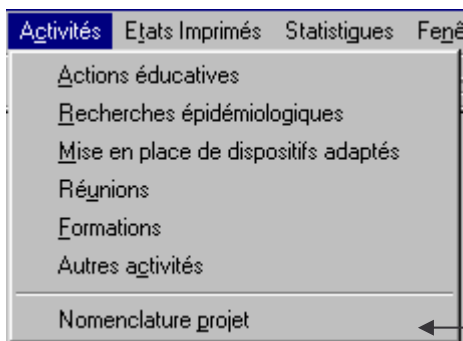 Activités Etats Imprimés Statistiques
Actions éducatives
Recherches épidémiologiques
Mise en place de dispositifs adaptés
Réunions
Formations
Autres activités
Nomenclature projet